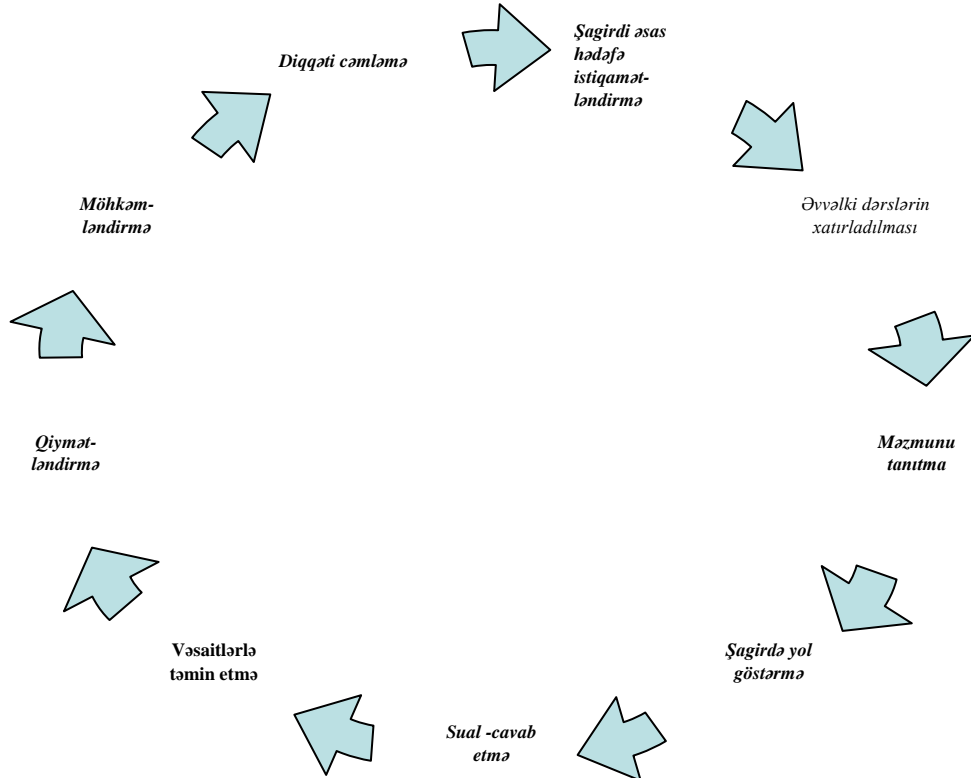 Diqqəti cəmləmə
Şagirdi əsas
hədəfə
istiqamət-
ləndirmə
Əvvəlki dərslərin
xatırladılması
Məzmunu
tanıtma
Şagirdə yol
göstərmə
Sual -cavab
etmə
Vəsaitlərlə
təmin etmə
Qiymət-
ləndirmə
Möhkəm-
ləndirmə